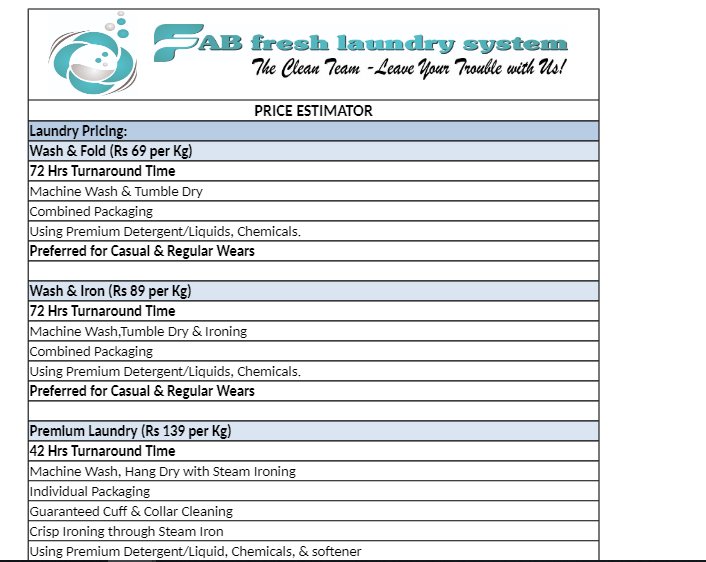 FAB fresh laundry system
The Clean Team -Leave Your Trouble with Us!
PRICE ESTIMATOR
Laundry Pricing:
Wash & Fold (Rs 69 per Kg)
72 Hrs Turnaround Time
Machine Wash & Tumble Dry
Combined Packaging
Using Premium Detergent/Liquids, Chemicals.
Preferred for Casual & Regular Wears
Wash & Iron (Rs 89 per Kg)
72 Hrs Turnaround Time
Machine Wash,Tumble Dry & Ironing
Combined Packaging
Using Premium Detergent/Liquids, Chemicals.
Preferred for Casual & Regular Wears
Premium Laundry (Rs 139 per Kg)
42 Hrs Turnaround Time
Machine Wash, Hang Dry with Steam Ironing
Individual Packaging
Guaranteed Cuff & Collar Cleaning
Crisp Ironing through Steam Iron
Using Premium Detergent/Liquid, Chemicals, & softener